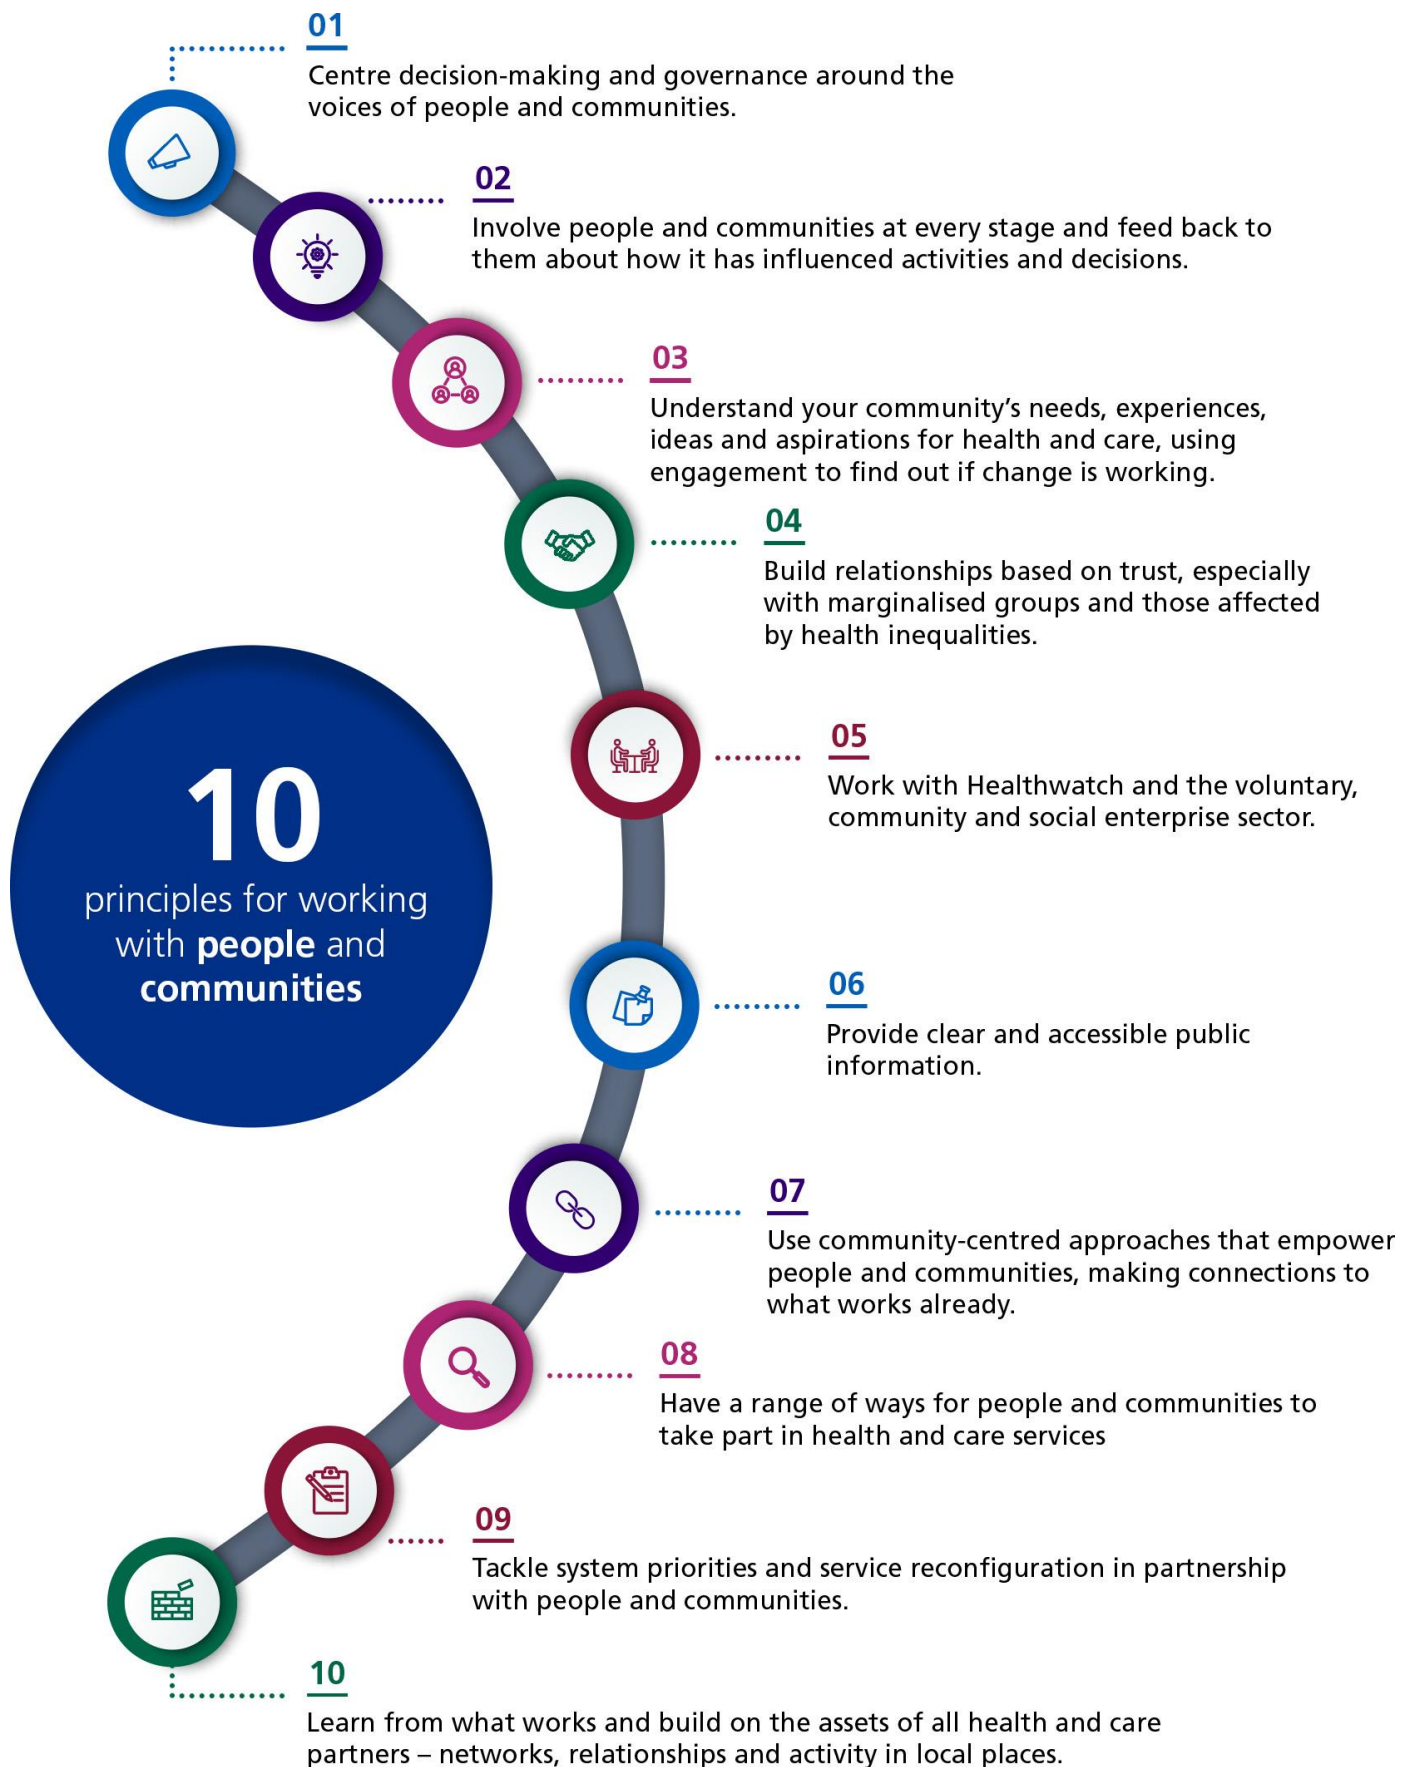 01
Centre decision-making and governance around the
voices of people and communities.
02
Involve people and communities at every stage and feed back to
them about how it has influenced activities and decisions.
03
Understand your community’s needs, experiences,
ideas and aspirations for health and care, using
engagement to find out if change is working.
04
Build relationships based on trust, especially
with marginalised groups and those affected
by health inequalities.
10
principles for working
with people and
communities
05
Work with Healthwatch and the voluntary,
community and social enterprise sector.
06
Provide clear and accessible public
information.
07
Use community-centred approaches that empower
people and communities, making connections to
what works already.
08
Have a range of ways for people and communities to
take part in health and care services
09
Tackle system priorities and service reconfiguration in partnership
with people and communities.
10
Learn from what works and build on the assets of all health and care
partners – networks, relationships and activity in local places.